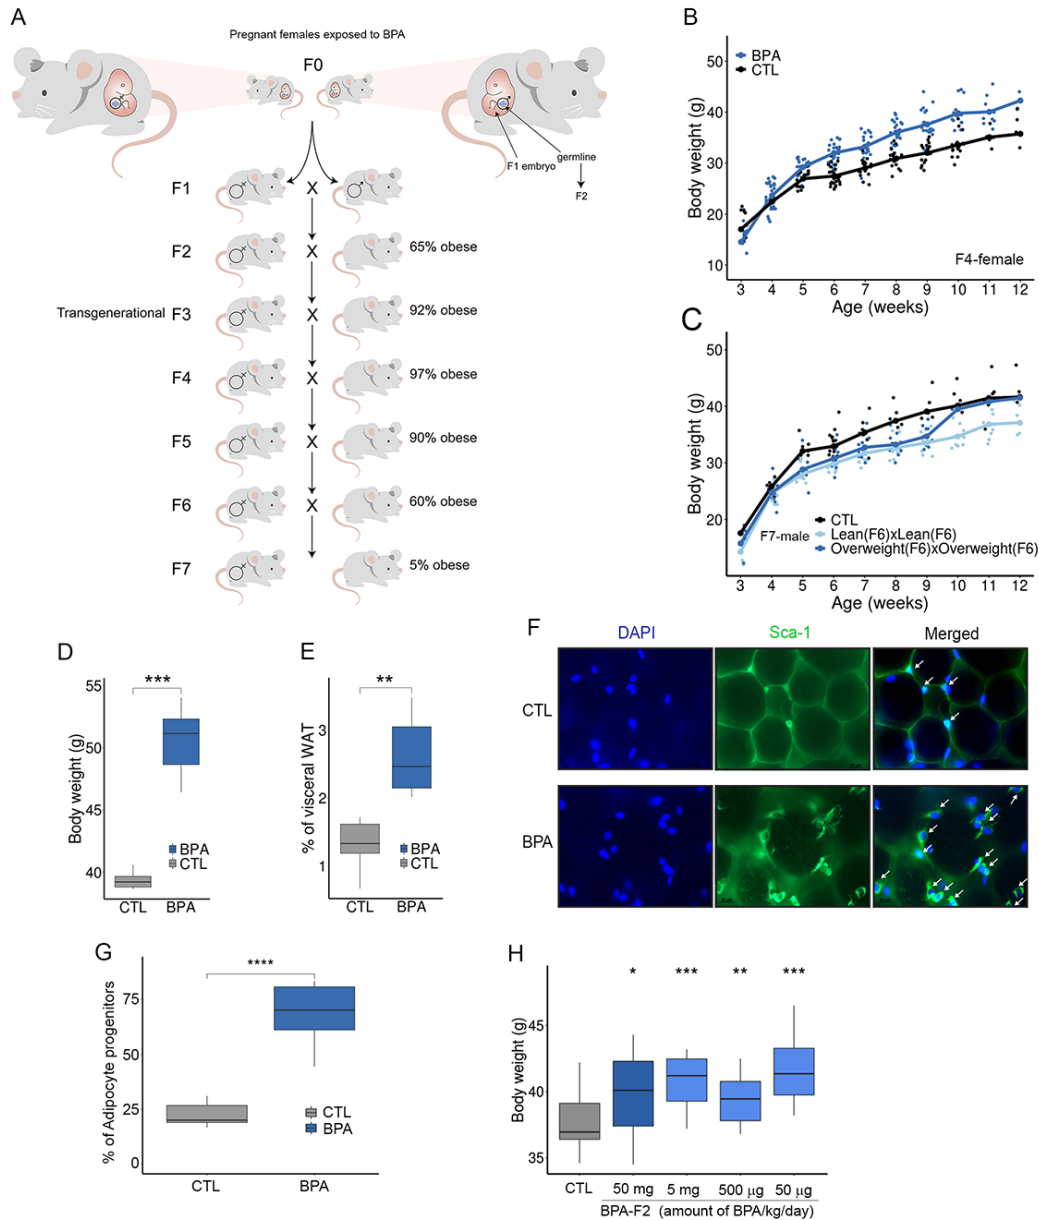 A
Pregnant females exposed to BPA
F0
F1 embryo
germline
F2
F1
X
F2
X
65% obese
Transgenerational
F3
X
92% obese
F4
X
97% obese
F5
X
90% obese
F6
X
60% obese
F7
5% obese
B
Body weight (g)
50
40
30
20
10
BPA
CTL
F4-female
3 4 5 6 7 8 9 10 11 12
Age (weeks)
C
Body weight (g)
50
40
30
20
F7-male
CTL
Lean(F6)xLean(F6)
Overweight(F6)xOverweight(F6)
3 4 5 6 7 8 9 10 11 12
Age (weeks)
D
Body weight (g)
55
50
45
40
***
BPA
CTL
CTL BPA
E
% of visceral WAT
3
2
1
**
BPA
CTL
CTL BPA
F
DAPI Sca-1 Merged
CTL
BPA
G
% of Adipocyte progenitors
75
50
25
0
****
CTL
BPA
CTL BPA
H
Body weight (g)
45
40
35
* *** ** ***
CTL 50 mg 5 mg 500 µg 50 µg
BPA-F2 (amount of BPA/kg/day)